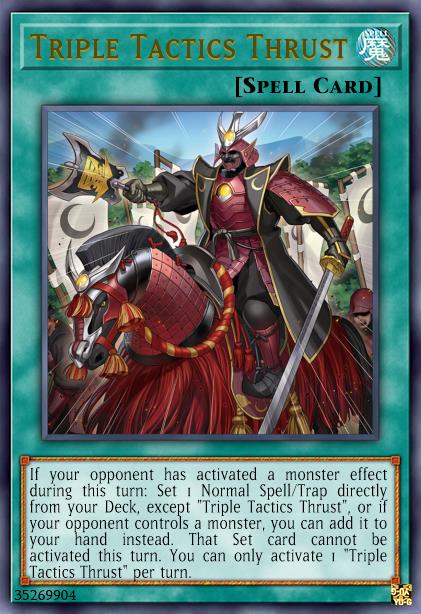 Triple Tactics Thrust
SPELL
魔
[Spell Card]
If your opponent has activated a monster effect
during this turn: Set 1 Normal Spell/Trap directly
from your Deck, except "Triple Tactics Thrust", or if
your opponent controls a monster, you can add it to
your hand instead. That Set card cannot be
activated this turn. You can only activate 1 "Triple
Tactics Thrust" per turn.
35269904